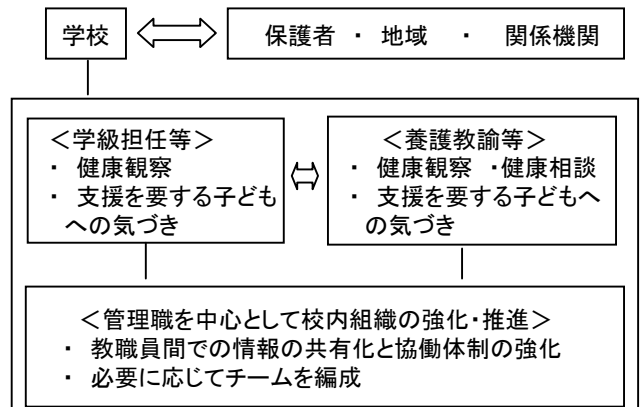 学校
保護者 ・ 地域 ・ 関係機関
＜学級担任等＞
・ 健康観察
・ 支援を要する子ども
への気づき
＜養護教諭等＞
・ 健康観察 ・健康相談
・ 支援を要する子どもへ
の気づき
＜管理職を中心として校内組織の強化・推進＞
・ 教職員間での情報の共有化と協働体制の強化
・ 必要に応じてチームを編成